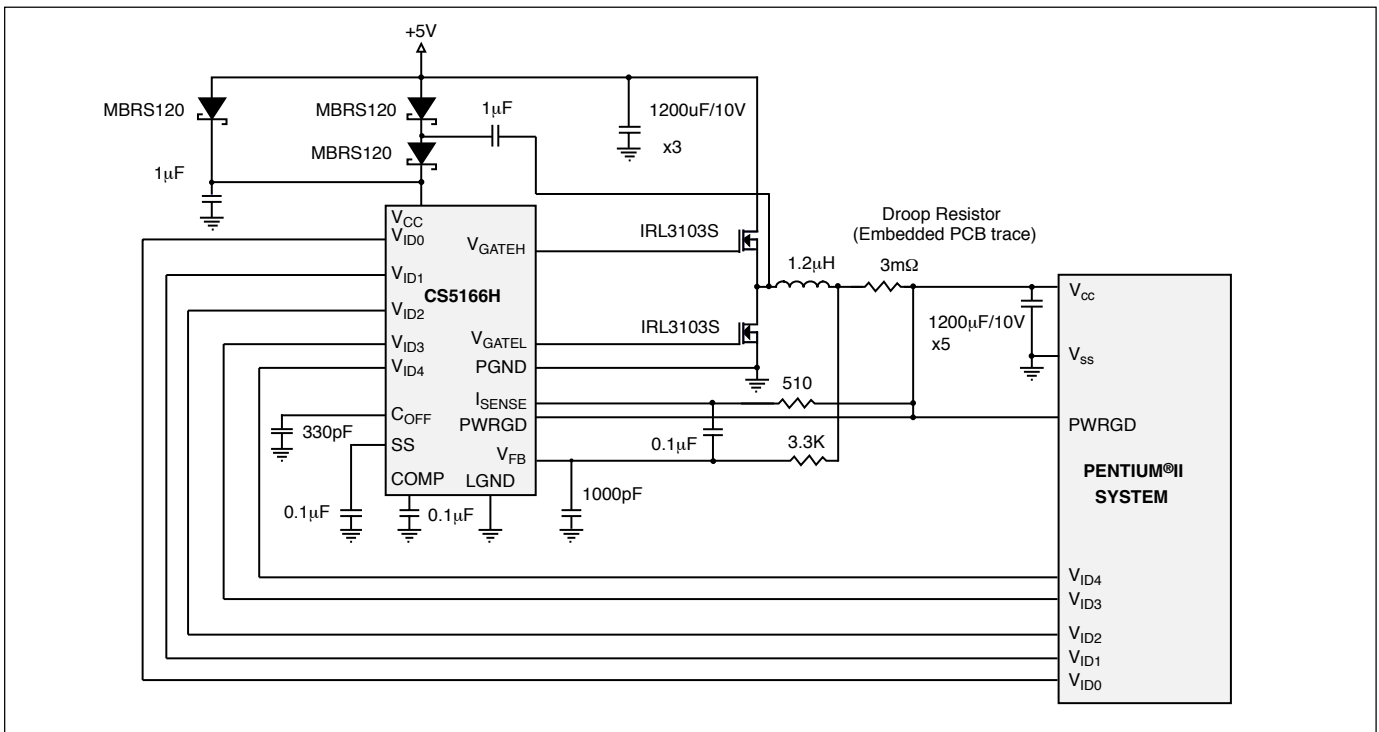 +5V
MBRS120
MBRS120
1µF
1200uF/10V
x3
MBRS120
1µF
Droop Resistor
(Embedded PCB trace)
IRL3103S
1.2µH
3mΩ
VCC
VID0
VID1
VID2
VID3
VID4
COFF
SS
COMP
LGND
CS5166H
VGATEH
VGATEL
PGND
ISENSE
PWRGD
VFB
IRL3103S
510
0.1µF
3.3K
1000pF
330pF
0.1µF
0.1µF
1200µF/10V
x5
Vcc
Vss
PWRGD
PENTIUM®II
SYSTEM
VID4
VID3
VID2
VID1
VID0